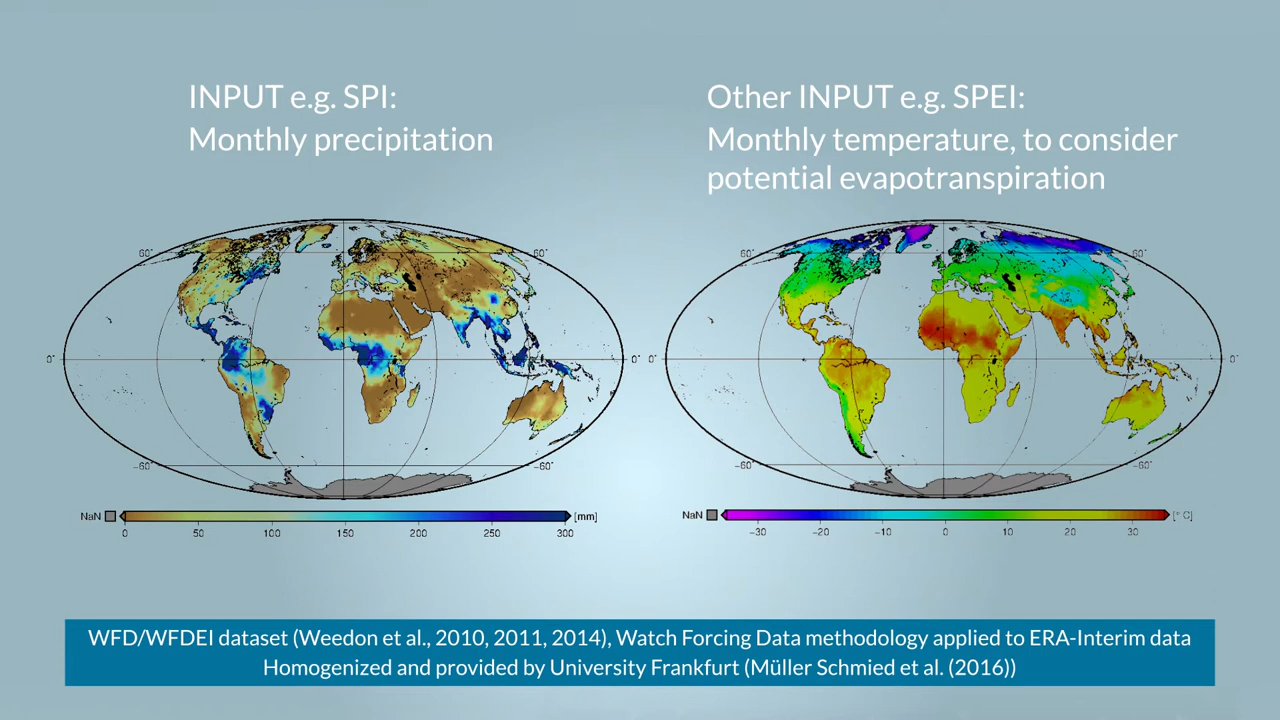 INPUT e.g. SPI:
Monthly precipitation
Other INPUT e.g. SPEI:
Monthly temperature, to consider
potential evapotranspiration
60° 60°
0° 0°
−60° −60°
NaN [mm]
0 50 100 150 200 250 300
60° 60°
0° 0°
−60° −60°
NaN [° C]
−30 −20 −10 0 10 20 30
WFD/WFDEI dataset (Weedon et al., 2010, 2011, 2014), Watch Forcing Data methodology applied to ERA-Interim data
Homogenized and provided by University Frankfurt (Müller Schmied et al. (2016))